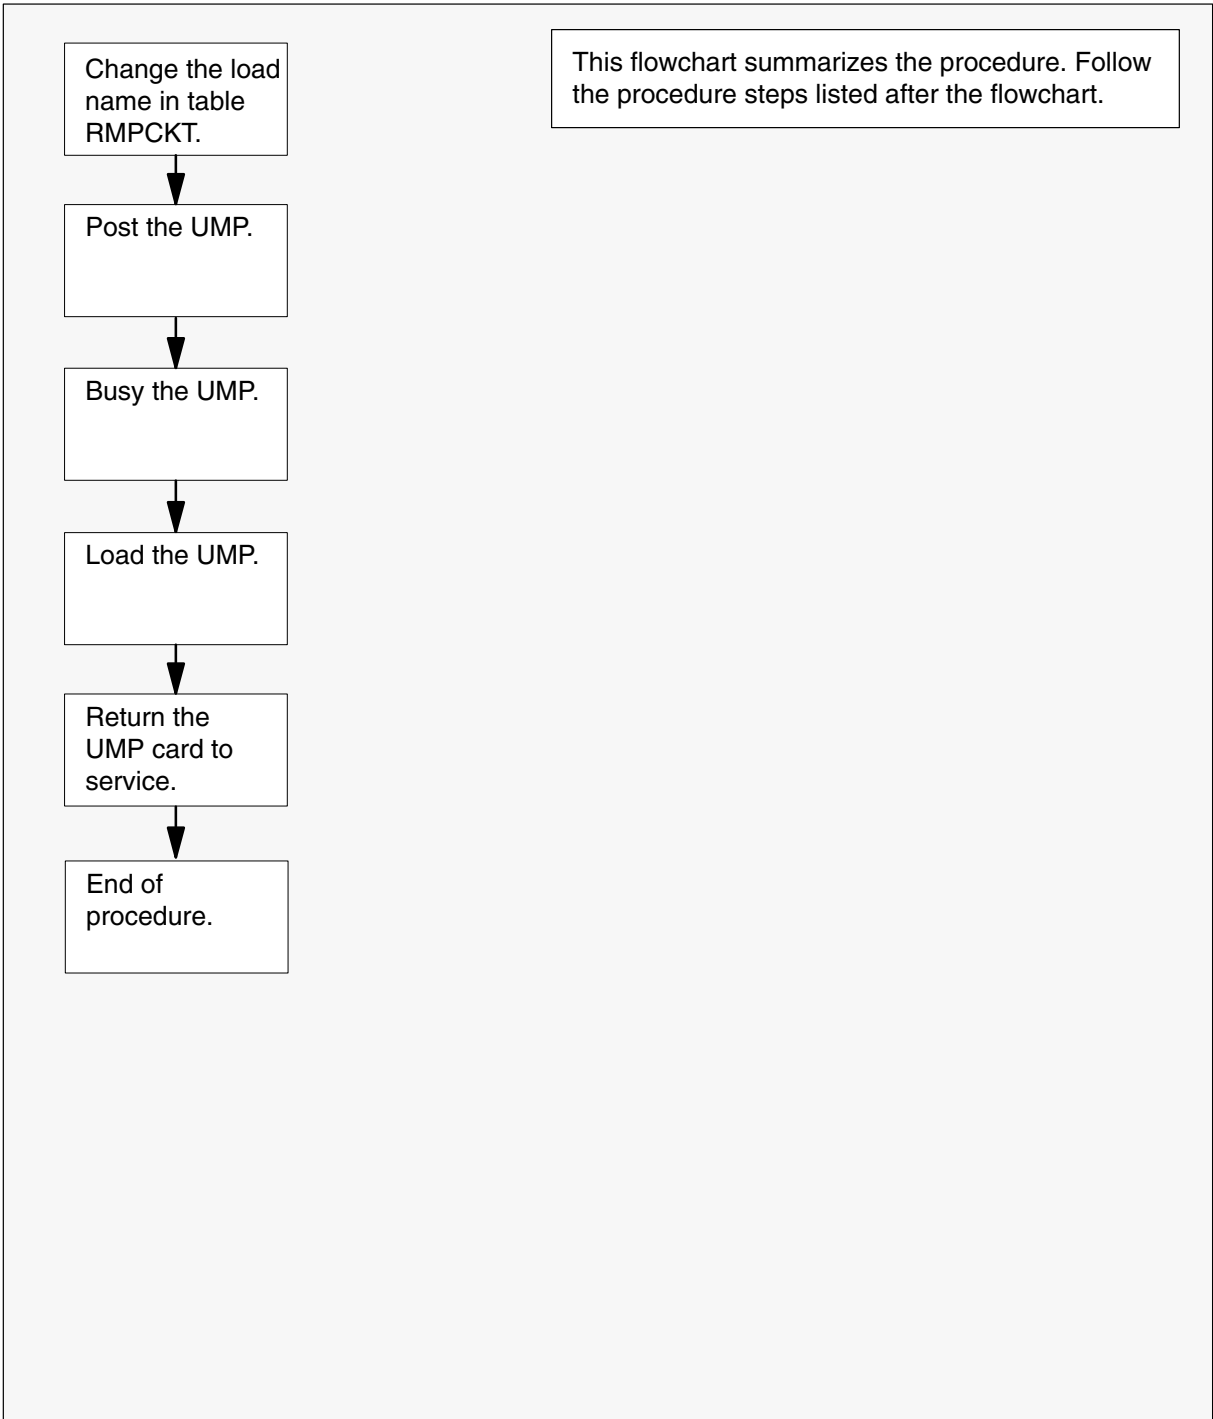 Change the load
name in table
RMPCKT.
This flowchart summarizes the procedure. Follow
the procedure steps listed after the flowchart.
Post the UMP.
Busy the UMP.
Load the UMP.
Return the
UMP card to
service.
End of
procedure.